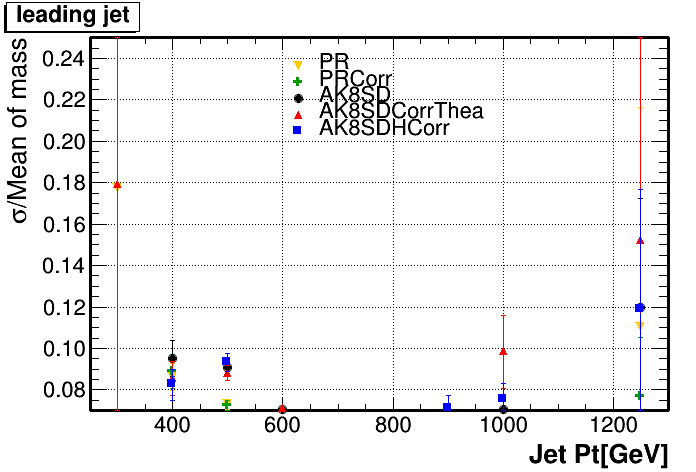 leading jet
σ/Mean of mass
0.24
0.22
0.20
0.18
0.16
0.14
0.12
0.10
0.08
PR
PRCorr
AK8SD
AK8SDCorrThea
AK8SDHCorr
400 600 800 1000 1200
Jet Pt[GeV]